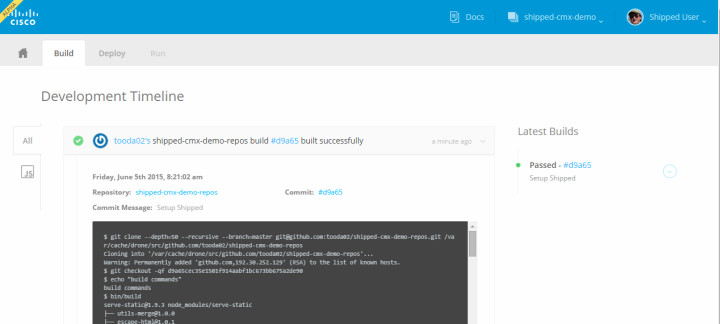 CISCO
Docs
shipped-cmx-demo
Shipped User
Build
Deploy
Run
Development Timeline
All
JS
tooda02's shipped-cmx-demo-repos build #d9a65 built successfully
a minute ago
Latest Builds
Passed - #d9a65
Setup Shipped
Friday, June 5th 2015, 8:21:02 am
Repository: shipped-cmx-demo-repos
Commit: #d9a65
Commit Message: Setup Shipped
$ git clone --depth=50 --recursive --branch=master git@github.com:tooda02/shipped-cmx-demo-repos.git /va
r/cache/drone/src/github.com/tooda02/shipped-cmx-demo-repos
Cloning into '/var/cache/drone/src/github.com/tooda02/shipped-cmx-demo-repos'...
Warning: Permanently added 'github.com,192.30.252.129' (RSA) to the list of known hosts.
$ git checkout -qf d9a65cec35e1501f914aabf1bc673bb675a2de90
$ echo "build commands"
build commands
$ bin/build
serve-static@1.9.3 node_modules/serve-static
├── utils-merge@1.0.0
├── escape-html@1.0.1